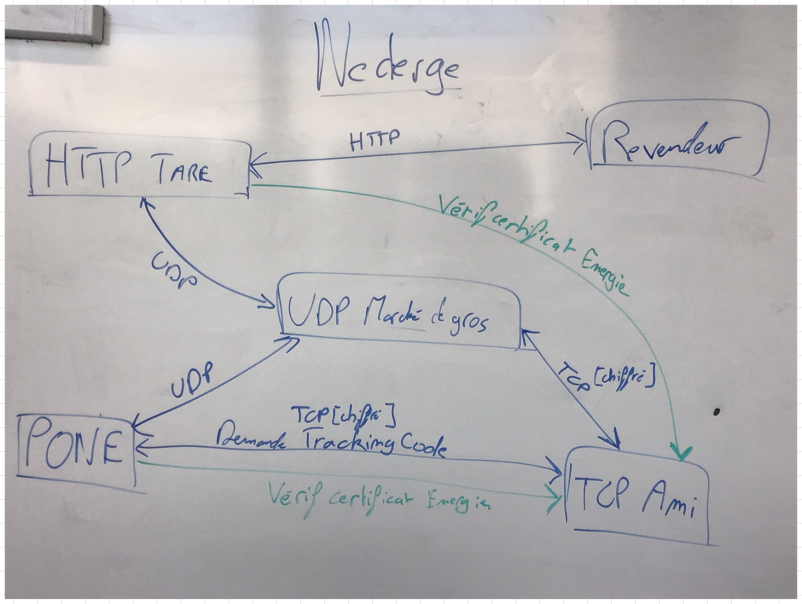 HTTP
Revendeur
HTTP TARE
Vérif certificat Energie
UDP
UDP Marché de gros
UDP
TCP [chiffré]
TCP [chiffré]
Demande Tracking Code
PONE
Vérif certificat Energie
TCP Ami